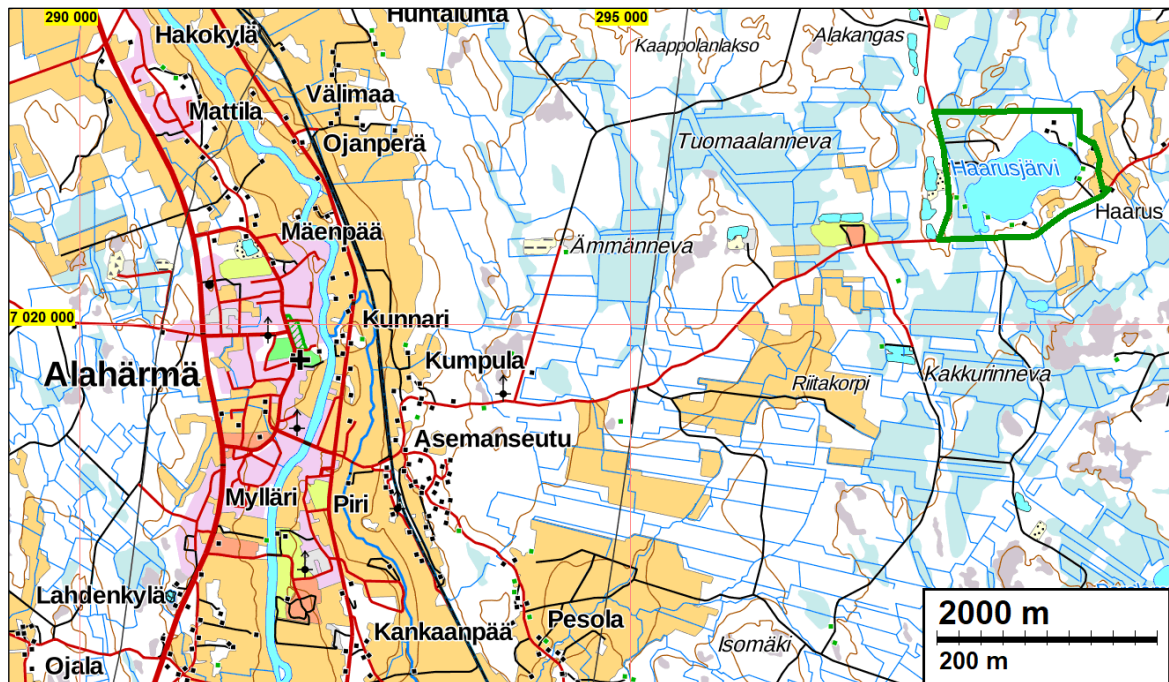 290 000
295 000
Huntalunta
Hakokylä
Kaappolanlakso
Alakangas
Välimaa
Mattila
Ojanperä
Tuomaalanneva
Haarusjärvi
Haarus
Mäenpää
Ämmänneva
7 020 000
Kunnari
Alahärmä
Kumpula
Riitakorpi
Kakkurinneva
Asemanseutu
Mylläri
Piri
Lahdenkylä
Kankaanpää
Pesola
Isomäki
Ojala
2000 m
200 m